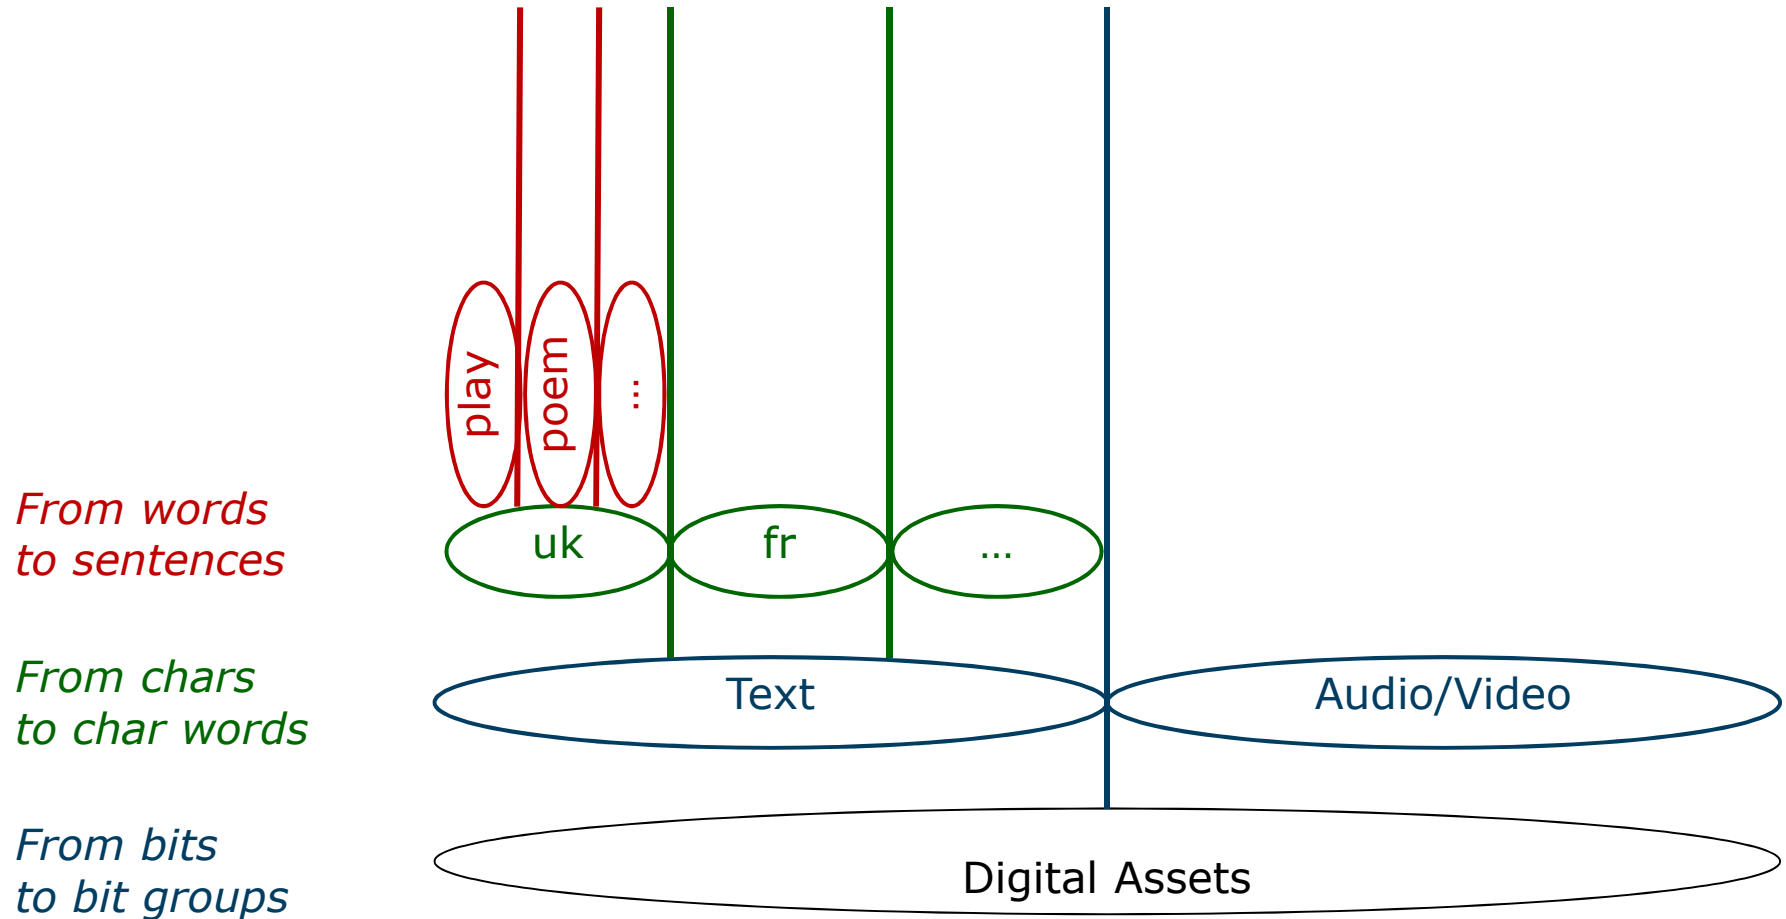 play
poem
...
From words
to sentences
uk
fr
...
From chars
to char words
Text
Audio/Video
From bits
to bit groups
Digital Assets